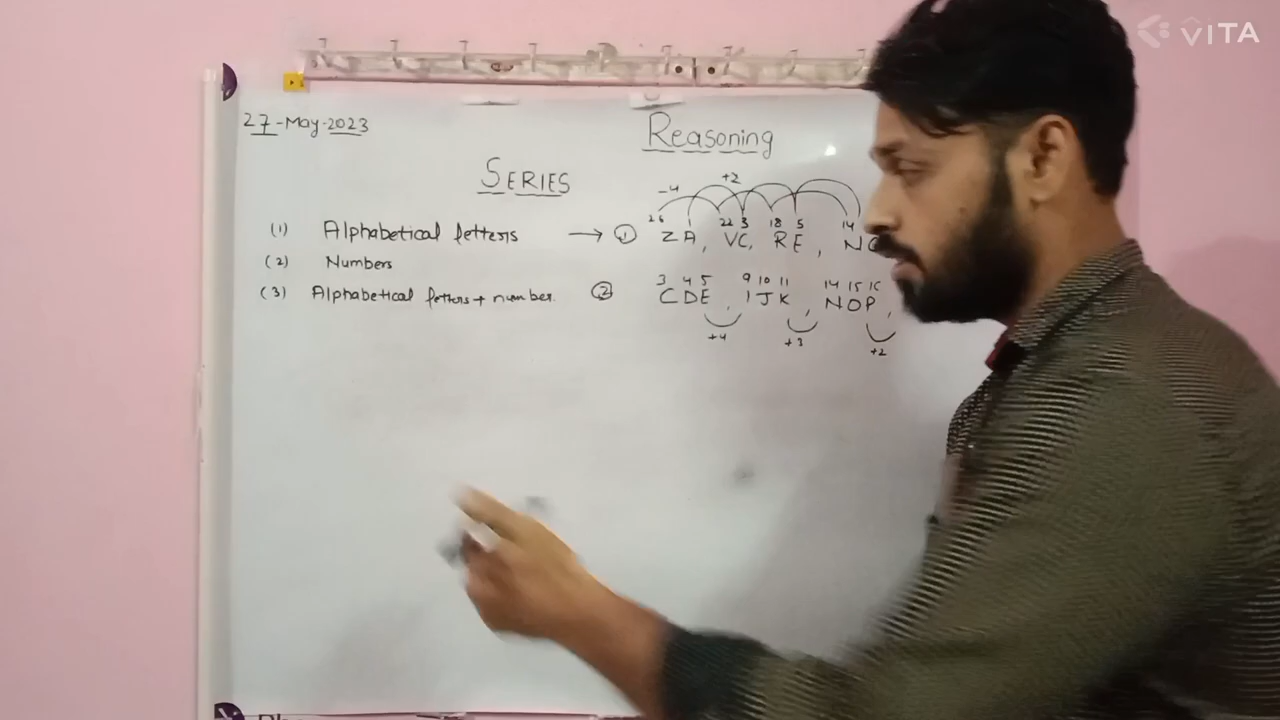 VITA
27-May-2023
Reasoning
SERIES
-4 +2
26 1 22 3 18 5 14
(1) Alphabetical letters → ① ZA, VC, RE, N
(2) Numbers
3 4 5 9 10 11 14 15 16
(3) Alphabetical letters + number. ② CDE, IJK, NOP,
+4 +3 +2